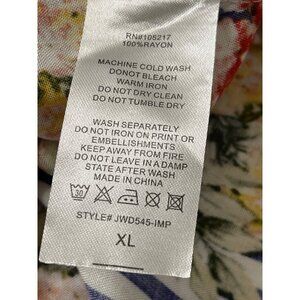 RN#108217
100%RAYON
MACHINE COLD WASH
DONOT BLEACH
WARM IRON
DO NOT DRY CLEAN
DO NOT TUMBLE DRY
WASH SEPARATELY
DO NOT IRON ON PRINT OR
EMBELLISHMENTS
KEEP AWAY FROM FIRE
DO NOT LEAVE IN A DAMP
STATE AFTER WASH
MADE IN CHINA
30
STYLE# JWD545-IMP
XL